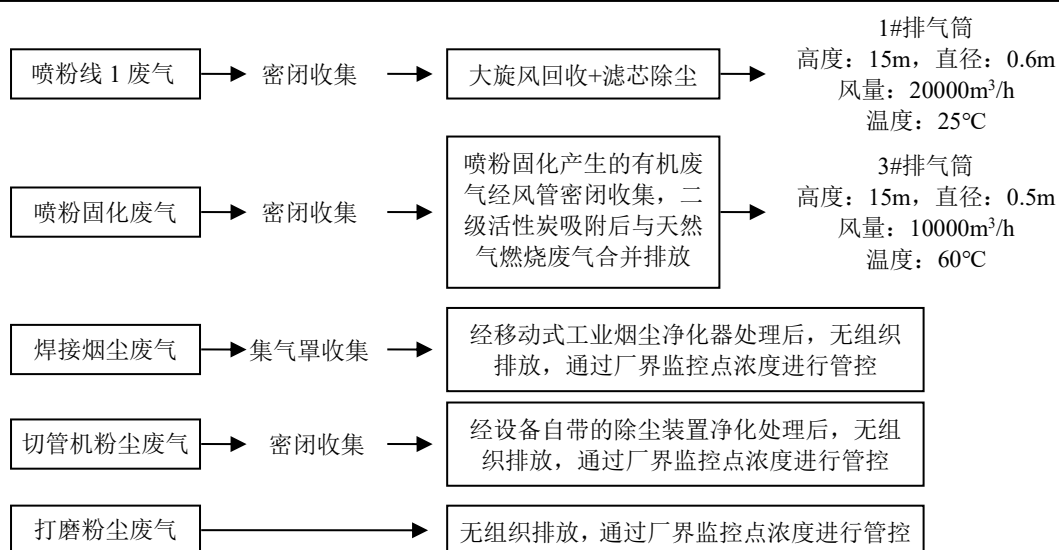 喷粉线 1 废气
密闭收集
大旋风回收+滤芯除尘
1#排气筒
高度：15m，直径：0.6m
风量：20000m³/h
温度：25℃
喷粉固化废气
密闭收集
喷粉固化产生的有机废
气经风管密闭收集，二
级活性炭吸附后与天然
气燃烧废气合并排放
3#排气筒
高度：15m，直径：0.5m
风量：10000m³/h
温度：60℃
焊接烟尘废气
集气罩收集
经移动式工业烟尘净化器处理后，无组织
排放，通过厂界监控点浓度进行管控
切管机粉尘废气
密闭收集
经设备自带的除尘装置净化处理后，无组
织排放，通过厂界监控点浓度进行管控
打磨粉尘废气
无组织排放，通过厂界监控点浓度进行管控